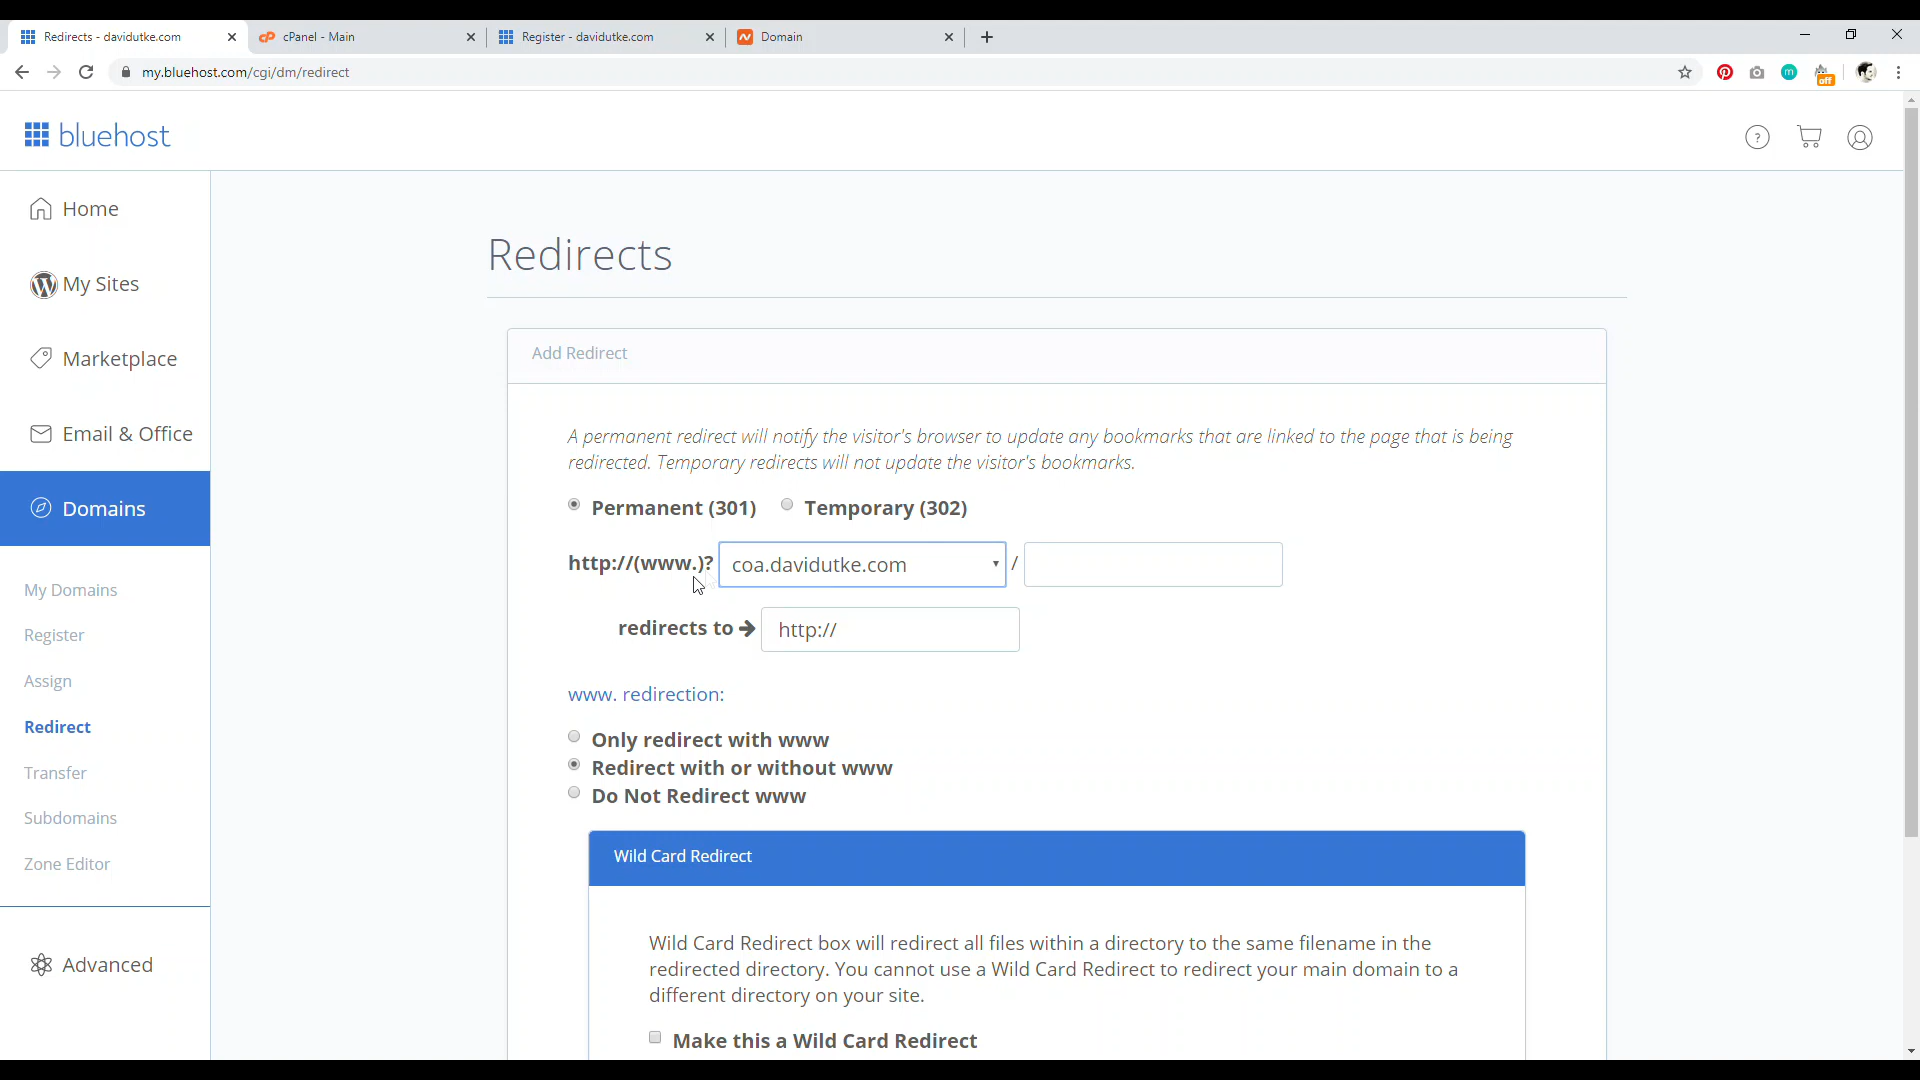 Redirects - davidutke.com
cPanel - Main
Register - davidutke.com
Domain
my.bluehost.com/cgi/dm/redirect
off
bluehost
Home
My Sites
Marketplace
Email & Office
Domains
My Domains
Register
Assign
Redirect
Transfer
Subdomains
Zone Editor
Advanced
Redirects
Add Redirect
A permanent redirect will notify the visitor's browser to update any bookmarks that are linked to the page that is being
redirected. Temporary redirects will not update the visitor's bookmarks.
Permanent (301) Temporary (302)
http://(www.)? coa.davidutke.com /
redirects to http://
www. redirection:
Only redirect with www
Redirect with or without www
Do Not Redirect www
Wild Card Redirect
Wild Card Redirect box will redirect all files within a directory to the same filename in the
redirected directory. You cannot use a Wild Card Redirect to redirect your main domain to a
different directory on your site.
Make this a Wild Card Redirect